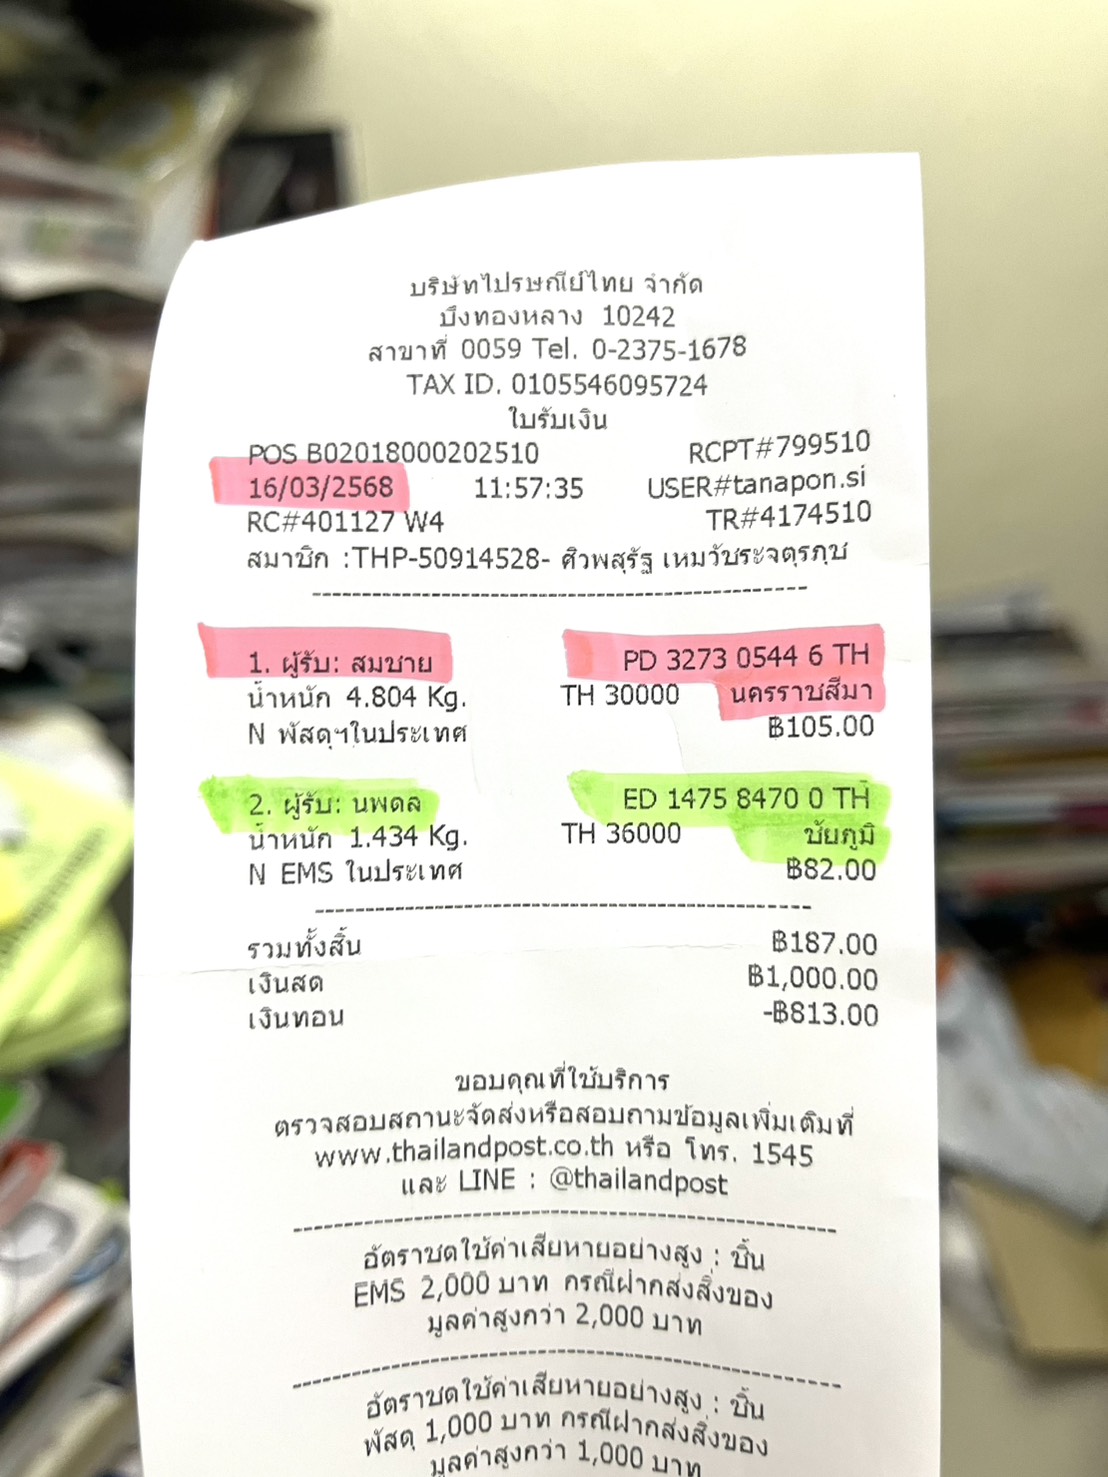 บริษัทไปรษณีย์ไทย จำกัด
บึงทองหลาง 10242
สาขาที่ 0059 Tel. 0-2375-1678
TAX ID. 0105546095724
ใบรับเงิน
POS B02018000202510 RCPT#799510
16/03/2568 11:57:35 USER#tanapon.si
RC#401127 W4 TR#4174510
สมาชิก :THP-50914528- ศิวพสุรัฐ เหมวัชระจตุรภุช
1. ผู้รับ: สมชาย PD 3273 0544 6 TH
น้ำหนัก 4.804 Kg. TH 30000 นครราชสีมา
N พัสดุฯในประเทศ ฿105.00
2. ผู้รับ: นพดล ED 1475 8470 0 TH
น้ำหนัก 1.434 Kg. TH 36000 ชัยภูมิ
N EMS ในประเทศ ฿82.00
รวมทั้งสิ้น ฿187.00
เงินสด ฿1,000.00
เงินทอน -฿813.00
ขอบคุณที่ใช้บริการ
ตรวจสอบสถานะจัดส่งหรือสอบถามข้อมูลเพิ่มเติมที่
www.thailandpost.co.th หรือ โทร. 1545
และ LINE : @thailandpost
อัตราชดใช้ค่าเสียหายอย่างสูง : ชิ้น
EMS 2,000 บาท กรณีฝากส่งสิ่งของ
มูลค่าสูงกว่า 2,000 บาท
อัตราชดใช้ค่าเสียหายอย่างสูง : ชิ้น
พัสดุ 1,000 บาท กรณีฝากส่งสิ่งของ
มูลค่าสูงกว่า 1,000 บาท